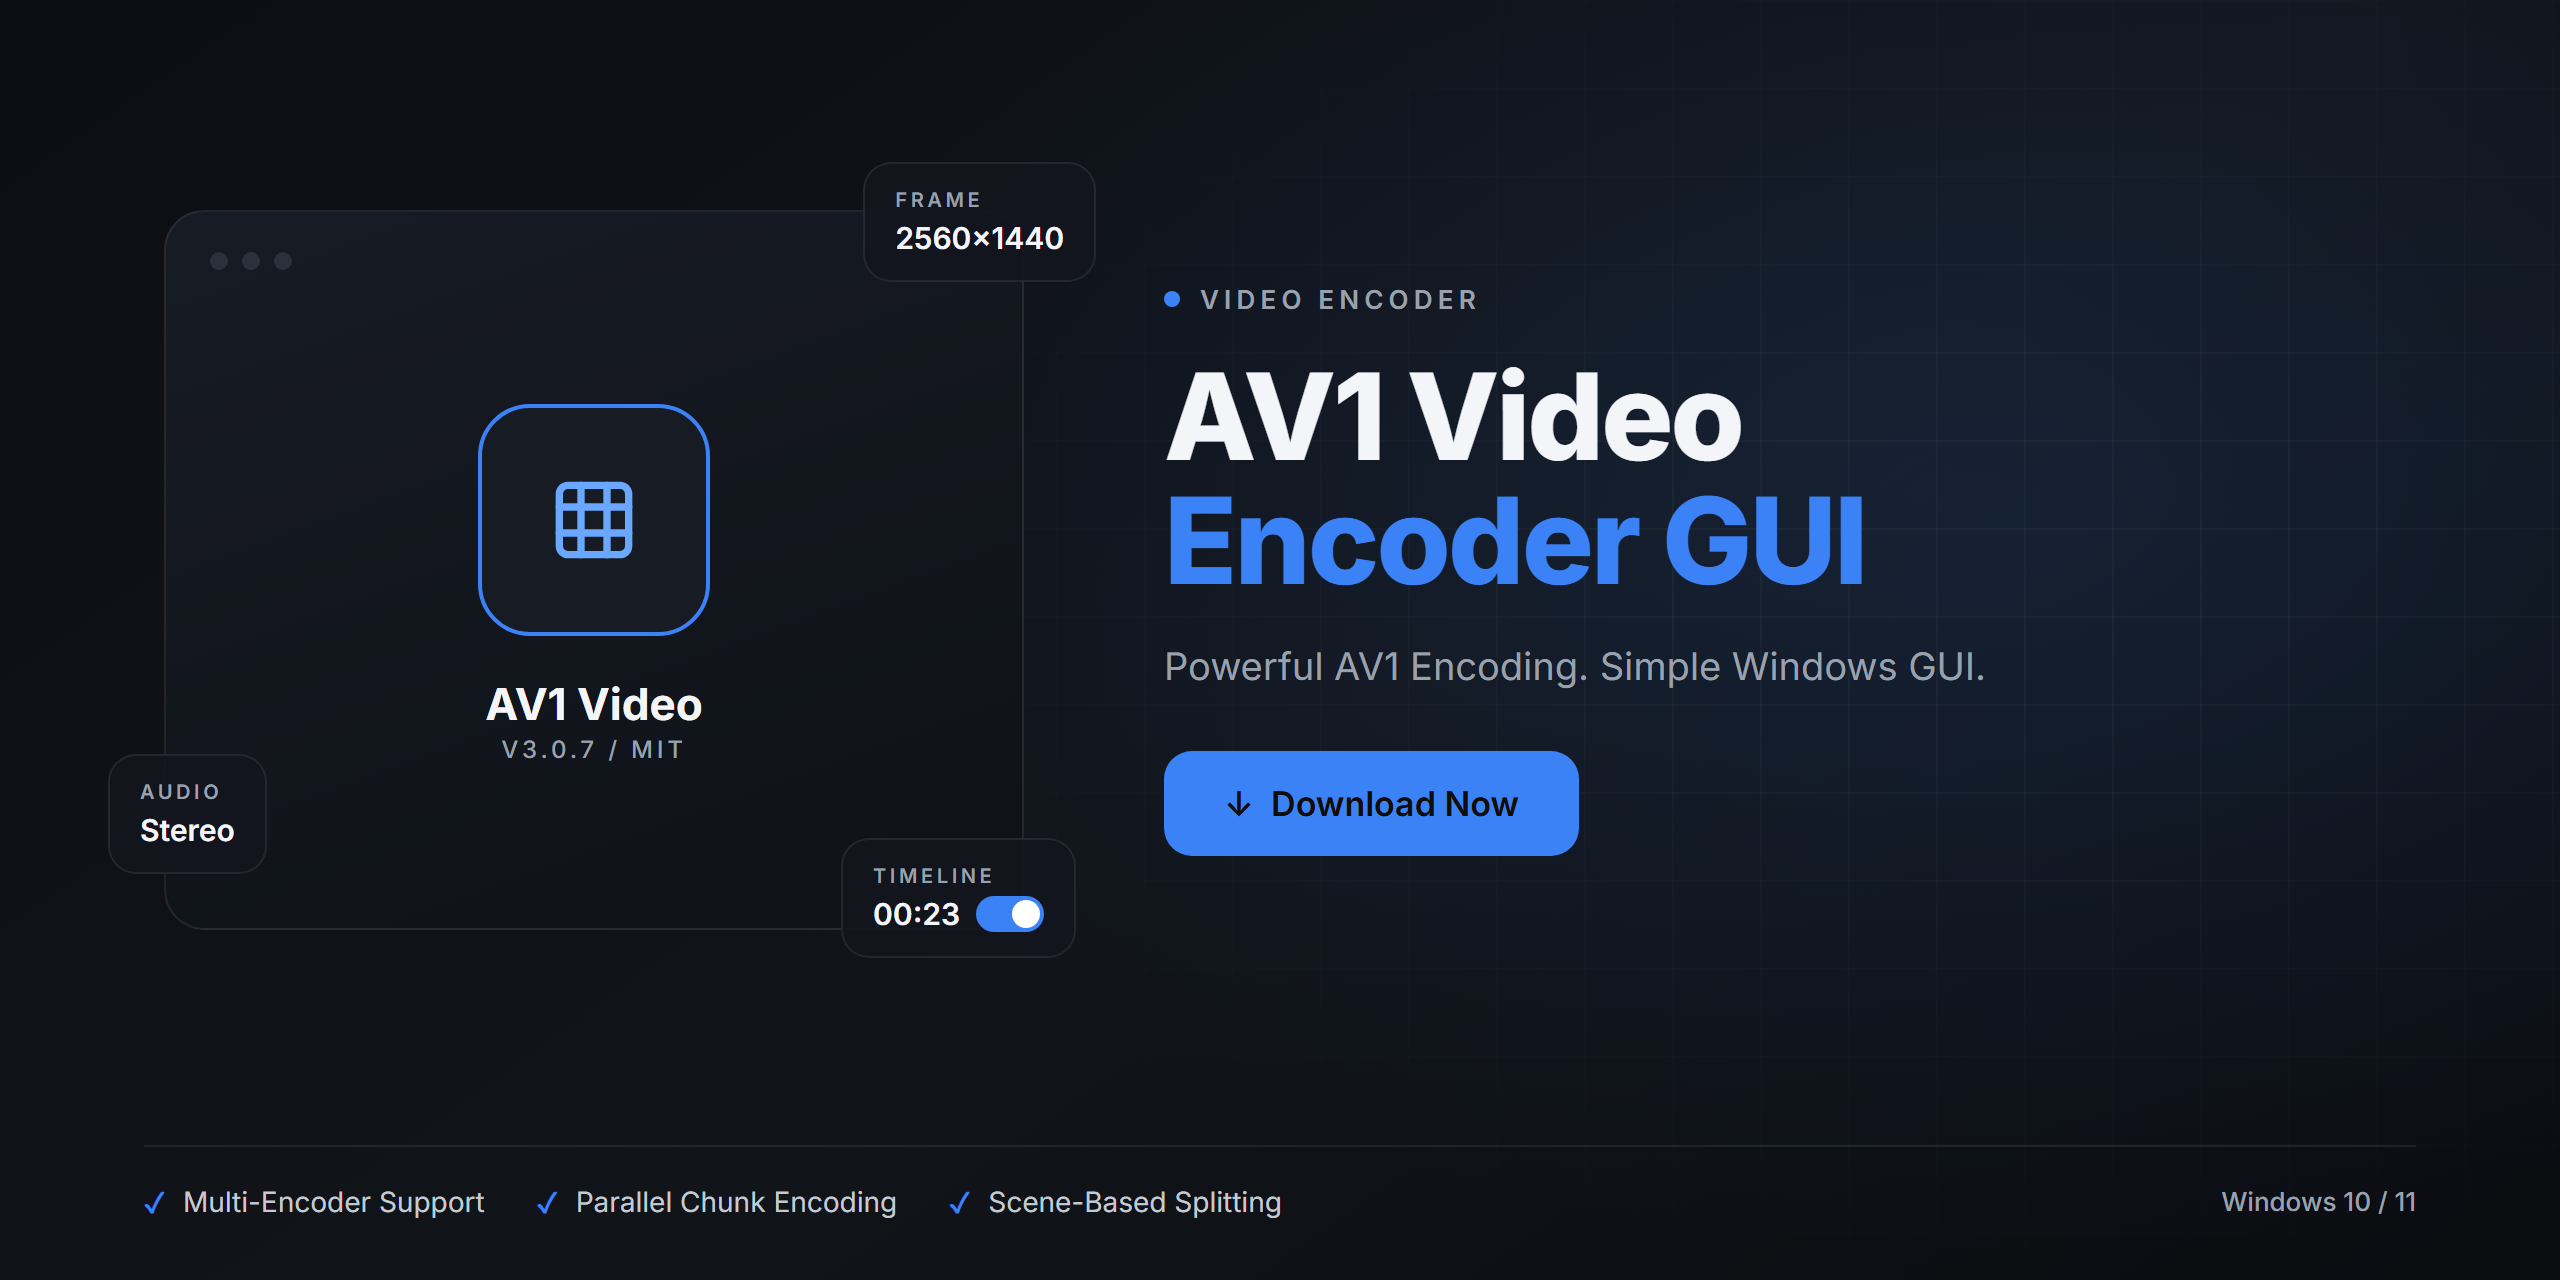 FRAME
2560×1440
AV1 Video
V3.0.7 / MIT
AUDIO
Stereo
TIMELINE
00:23
VIDEO ENCODER
AV1 Video
Encoder GUI
Powerful AV1 Encoding. Simple Windows GUI.
↓ Download Now
✓ Multi-Encoder Support
✓ Parallel Chunk Encoding
✓ Scene-Based Splitting
Windows 10 / 11